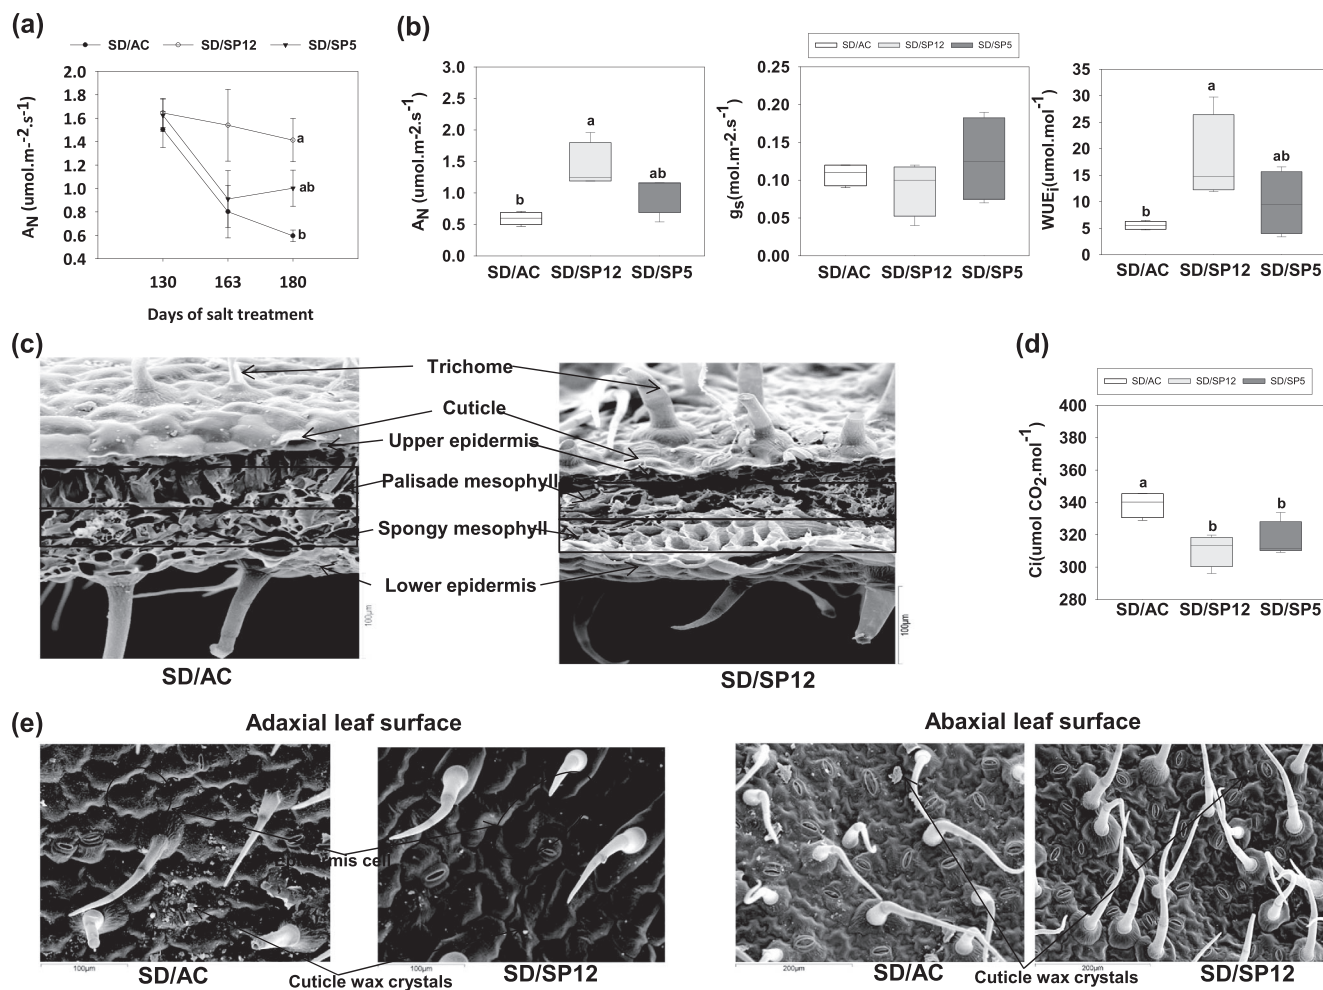 (a)
SD/AC SD/SP12 SD/SP5
2.0
1.8
1.6
1.4
1.2
1.0
0.8
0.6
0.4
A_N (umol.m-⁻².s⁻¹)
a
ab
b
130 163 180
Days of salt treatment
(b)
SD/AC SD/SP12 SD/SP5
3.0
2.5
2.0
1.5
1.0
0.5
0.0
A_N (umol.m-2.s⁻¹)
b a ab
SD/AC SD/SP12 SD/SP5
0.25
0.20
0.15
0.10
0.05
0.00
g_s(mol.m-2.s⁻¹)
SD/AC SD/SP12 SD/SP5
35
30
25
20
15
10
5
0
WUE_i(umol.mol⁻¹)
b a ab
SD/AC SD/SP12 SD/SP5
(c)
Trichome
Cuticle
Upper epidermis
Palisade mesophyll
Spongy mesophyll
Lower epidermis
100µm
100µm
SD/AC
SD/SP12
(d)
SD/AC SD/SP12 SD/SP5
400
380
360
340
320
300
280
Ci(umol CO₂.mol⁻¹)
a b b
SD/AC SD/SP12 SD/SP5
(e)
Adaxial leaf surface
Abaxial leaf surface
Epidermis cell
100µm
100µm
200µm
200µm
SD/AC
Cuticle wax crystals
SD/SP12
SD/AC
Cuticle wax crystals
SD/SP12